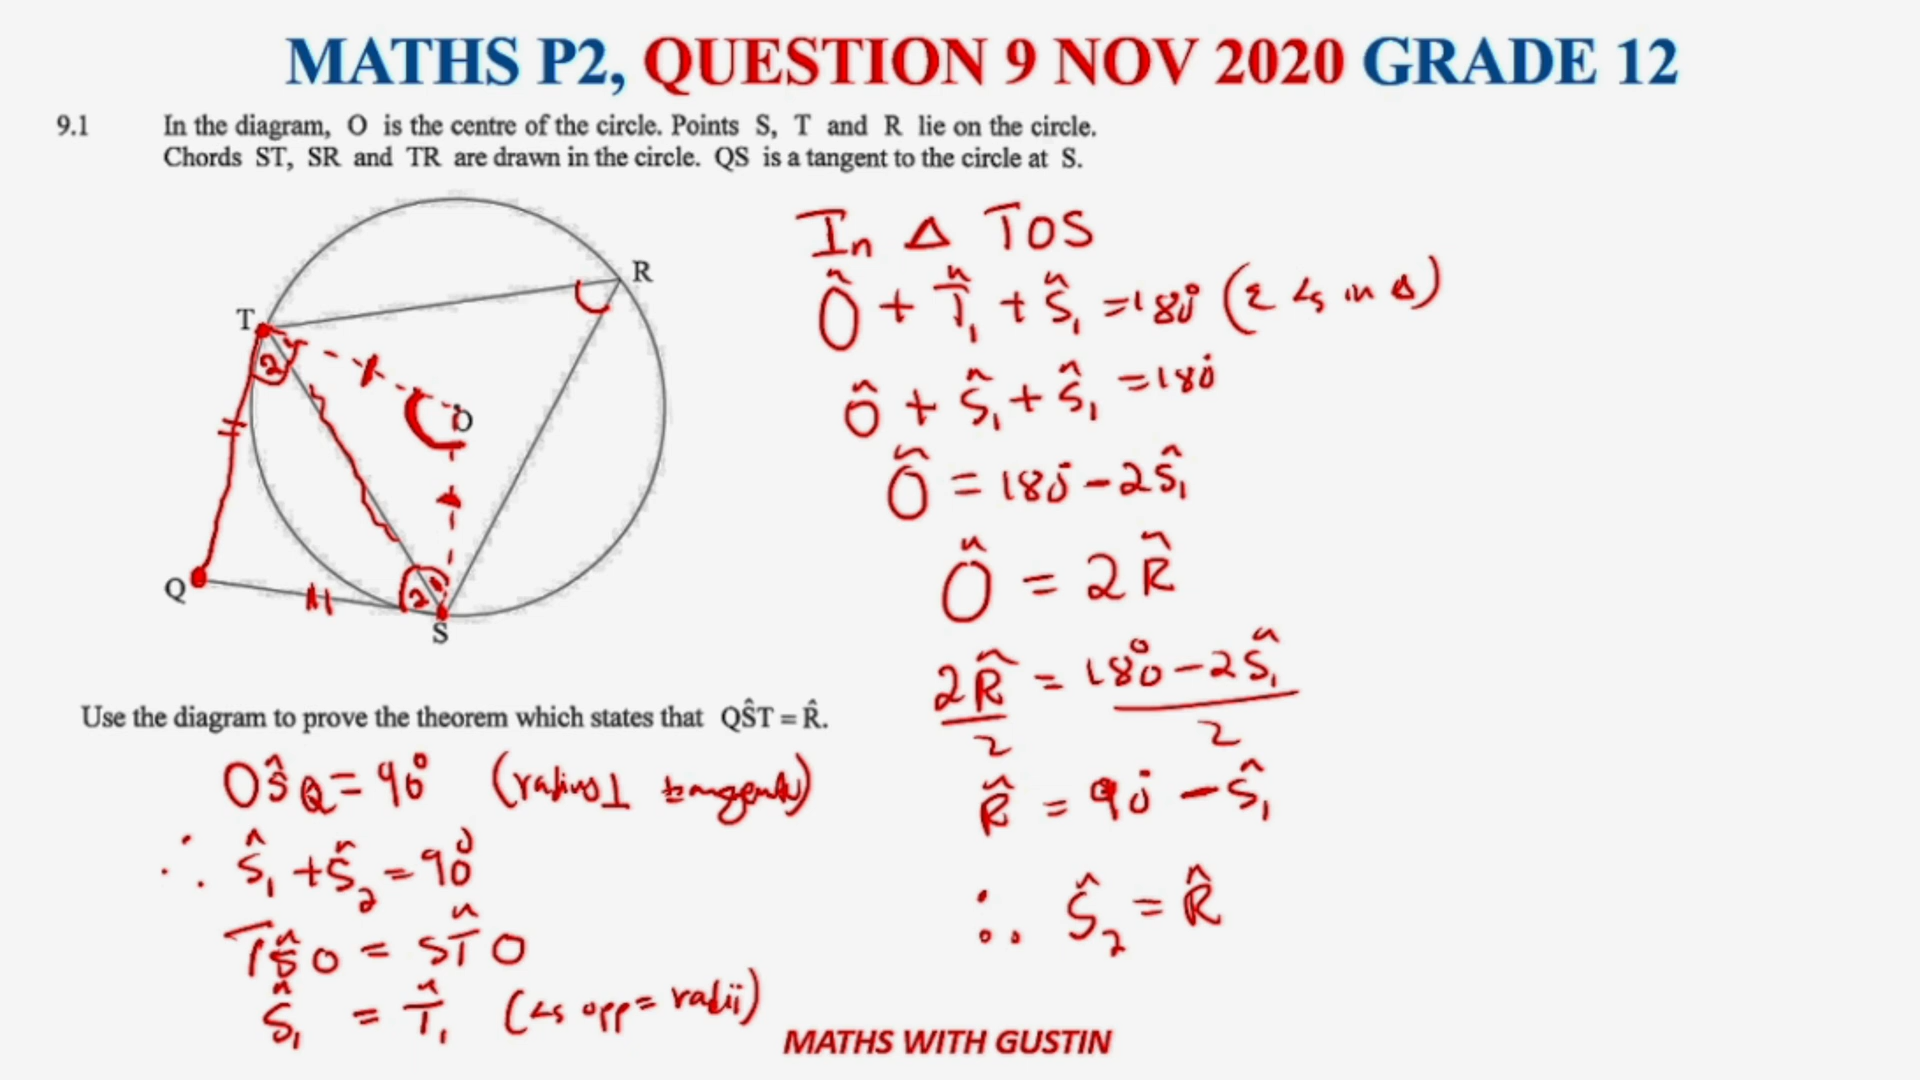 MATHS P2, QUESTION 9 NOV 2020 GRADE 12
9.1 In the diagram, O is the centre of the circle. Points S, T and R lie on the circle.
Chords ST, SR and TR are drawn in the circle. QS is a tangent to the circle at S.
T
R
O
Q
S
2
2
Use the diagram to prove the theorem which states that QŜT = R̂.
OŜQ = 90° (radius ⊥ tangent)
∴ Ŝ₁ + Ŝ₂ = 90°
TŜO = ST̂O
Ŝ₁ = T̂₁ (∠s opp = radii)
In Δ TOS
Ô + T̂₁ + Ŝ₁ = 180° (Σ ∠s in Δ)
Ô + Ŝ₁ + Ŝ₁ = 180°
Ô = 180° − 2Ŝ₁
Ô = 2R̂
2R̂ = 180° − 2Ŝ₁
2 2
R̂ = 90° − Ŝ₁
∴ Ŝ₂ = R̂
MATHS WITH GUSTIN